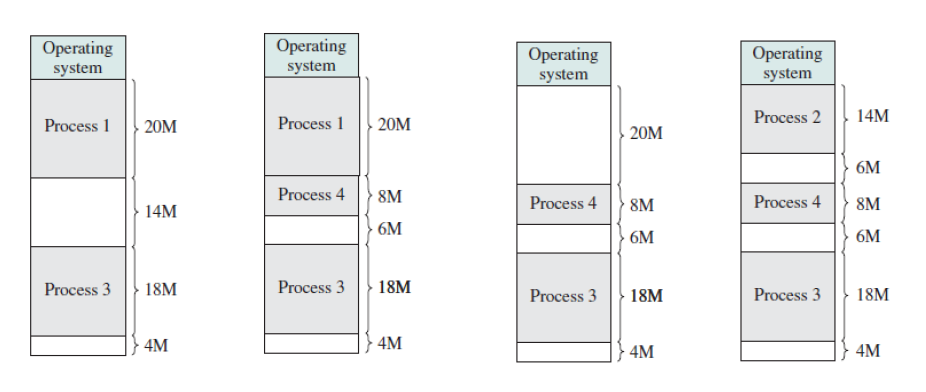 Operating
system
Process 1
20M
14M
Process 3
18M
4M
Operating
system
Process 1
20M
Process 4
8M
6M
Process 3
18M
4M
Operating
system
20M
Process 4
8M
6M
Process 3
18M
4M
Operating
system
Process 2
14M
6M
Process 4
8M
6M
Process 3
18M
4M